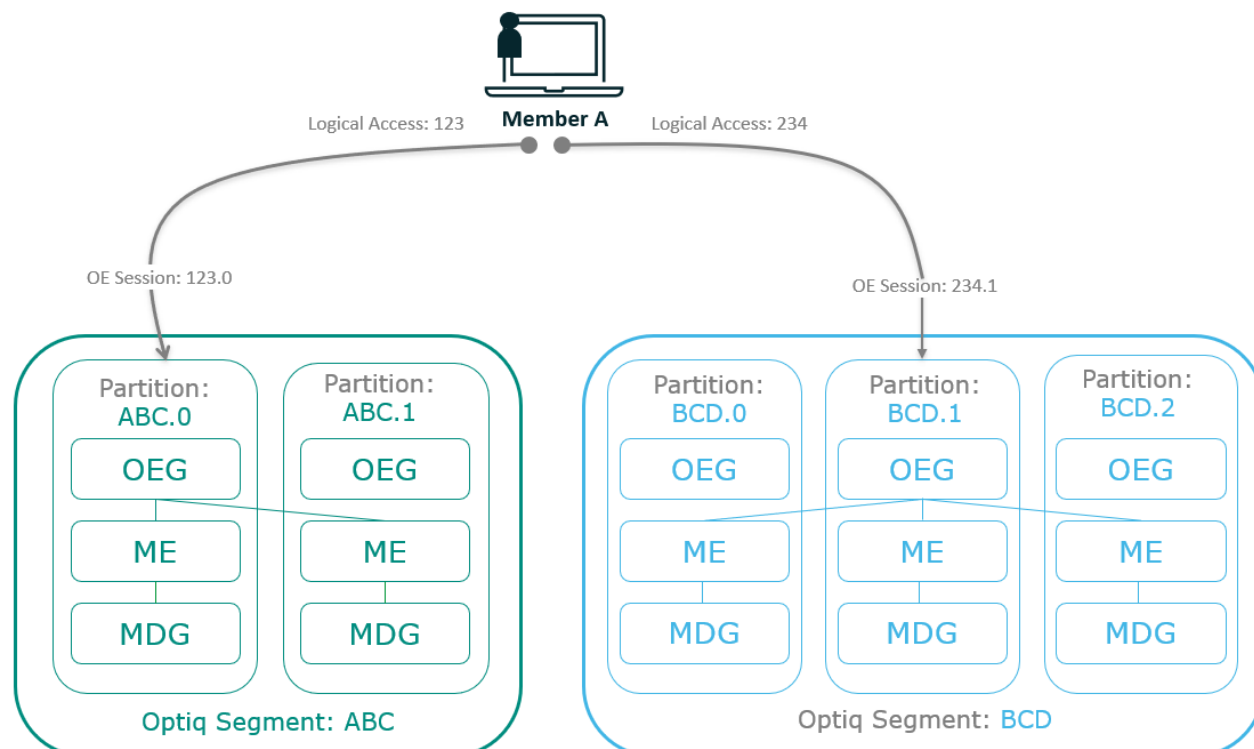 Member A
Logical Access: 123
Logical Access: 234
OE Session: 123.0
OE Session: 234.1
Partition:
ABC.0
OEG
ME
MDG
Partition:
ABC.1
OEG
ME
MDG
Optiq Segment: ABC
Partition:
BCD.0
OEG
ME
MDG
Partition:
BCD.1
OEG
ME
MDG
Partition:
BCD.2
OEG
ME
MDG
Optiq Segment: BCD